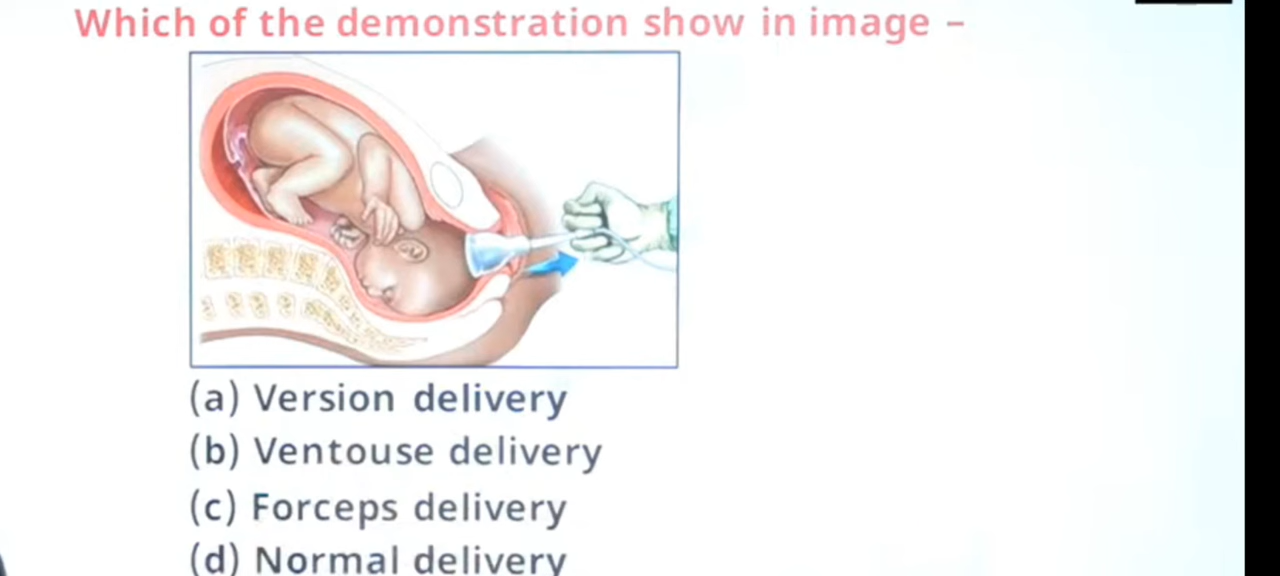 Which of the demonstration show in image –
(a) Version delivery
(b) Ventouse delivery
(c) Forceps delivery
(d) Normal delivery